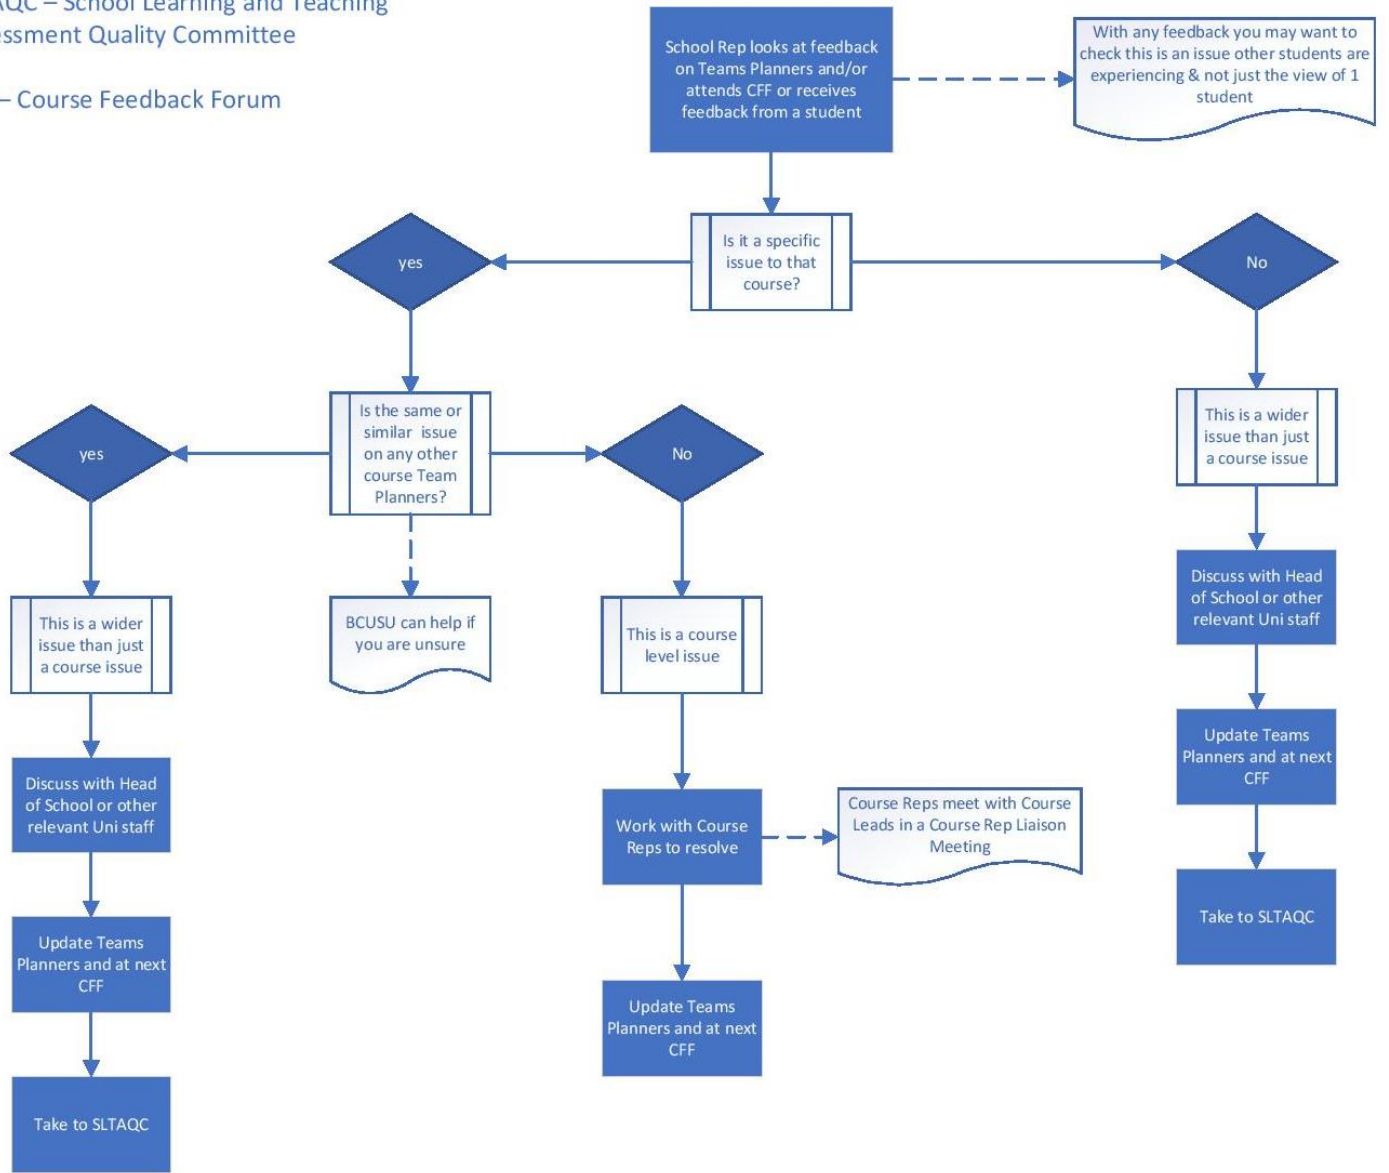 AQC – School Learning and Teaching
essment Quality Committee
– Course Feedback Forum
School Rep looks at feedback
on Teams Planners and/or
attends CFF or receives
feedback from a student
With any feedback you may want to
check this is an issue other students are
experiencing & not just the view of 1
student
Is it a specific
issue to that
course?
yes
No
Is the same or
similar issue
on any other
course Team
Planners?
yes
No
This is a wider
issue than just
a course issue
Discuss with Head
of School or other
relevant Uni staff
Update Teams
Planners and at next
CFF
Take to SLTAQC
This is a wider
issue than just
a course issue
BCUSU can help if
you are unsure
This is a course
level issue
Discuss with Head
of School or other
relevant Uni staff
Update Teams
Planners and at next
CFF
Take to SLTAQC
Work with Course
Reps to resolve
Course Reps meet with Course
Leads in a Course Rep Liaison
Meeting
Update Teams
Planners and at next
CFF